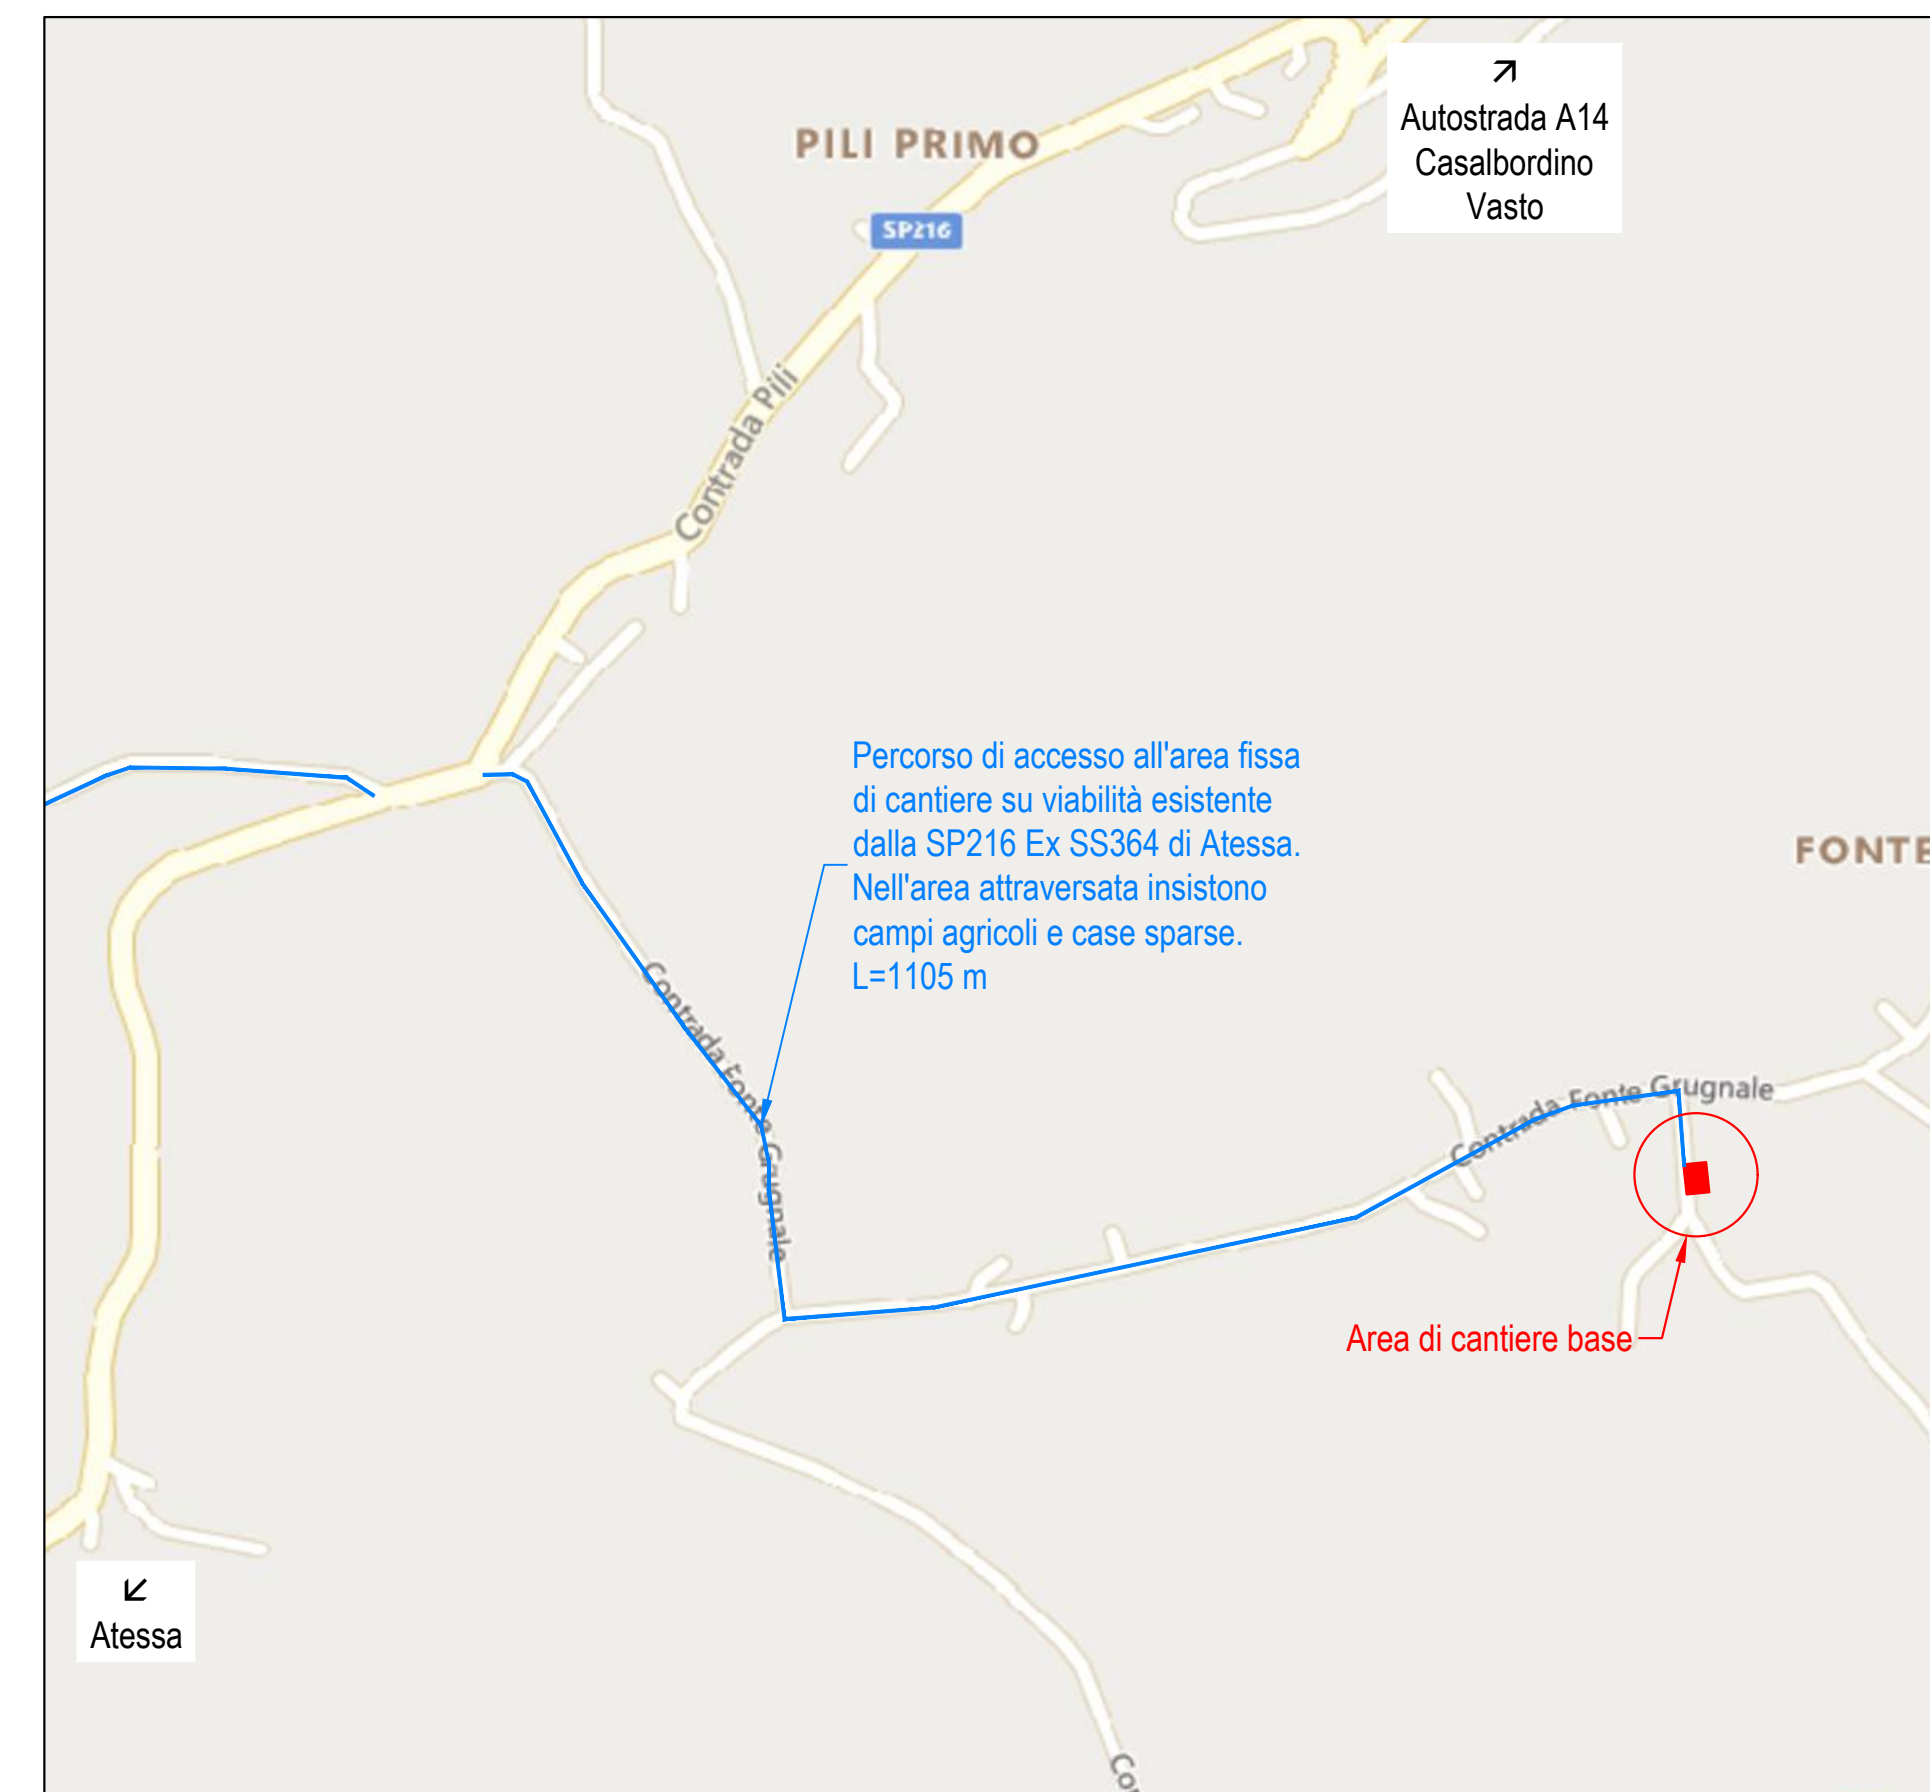 Autostrada A14
Casalbordino
Vasto
PILI PRIMO
SP216
Contrada Pili
Percorso di accesso all'area fissa
di cantiere su viabilità esistente
dalla SP216 Ex SS364 di Atessa.
Nell'area attraversata insistono
campi agricoli e case sparse.
L=1105 m
FONTE
Contrada Fonte Grugnale
Contrada Fonte Grugnale
Area di cantiere base
Atessa